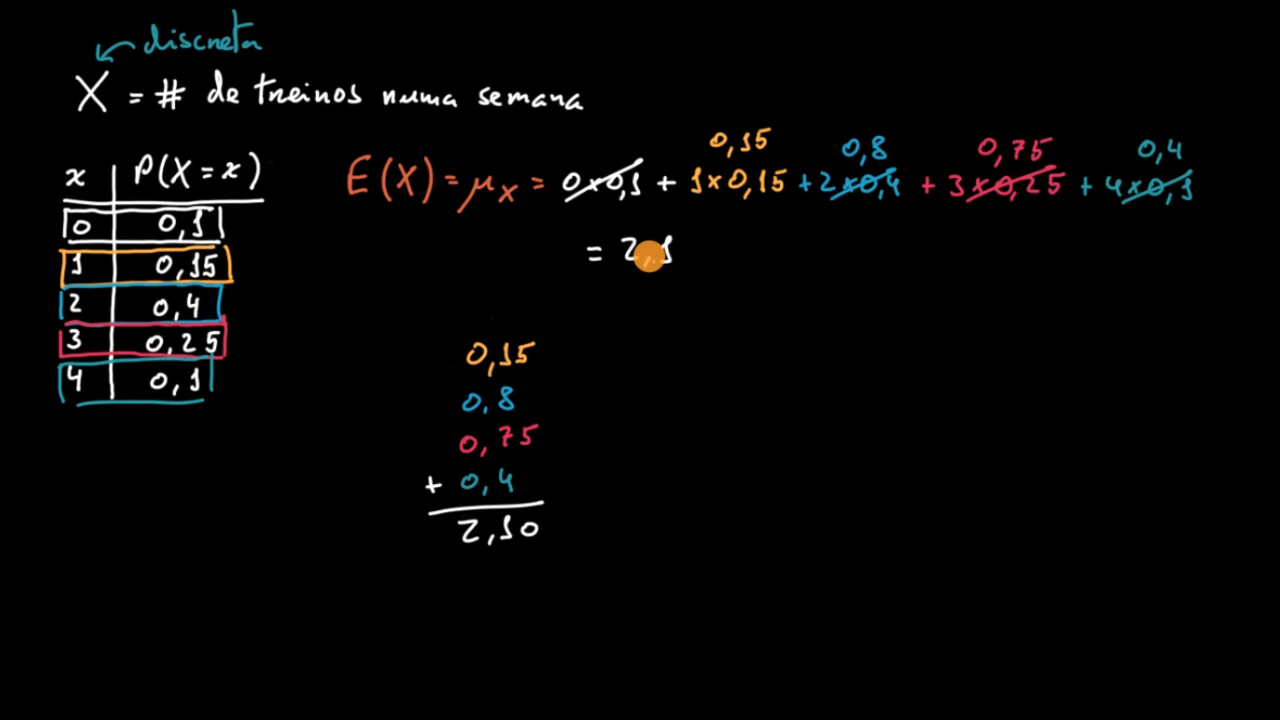 discreta
X = # de treinos numa semana
x P(X = x)
0 0,1
1 0,15
2 0,4
3 0,25
4 0,1
0,15 0,8 0,75 0,4
E(X) = μx = 0 × 0,1 + 1 × 0,15 + 2 × 0,4 + 3 × 0,25 + 4 × 0,1
= 2,1
0,15
0,8
0,75
+ 0,4
2,10